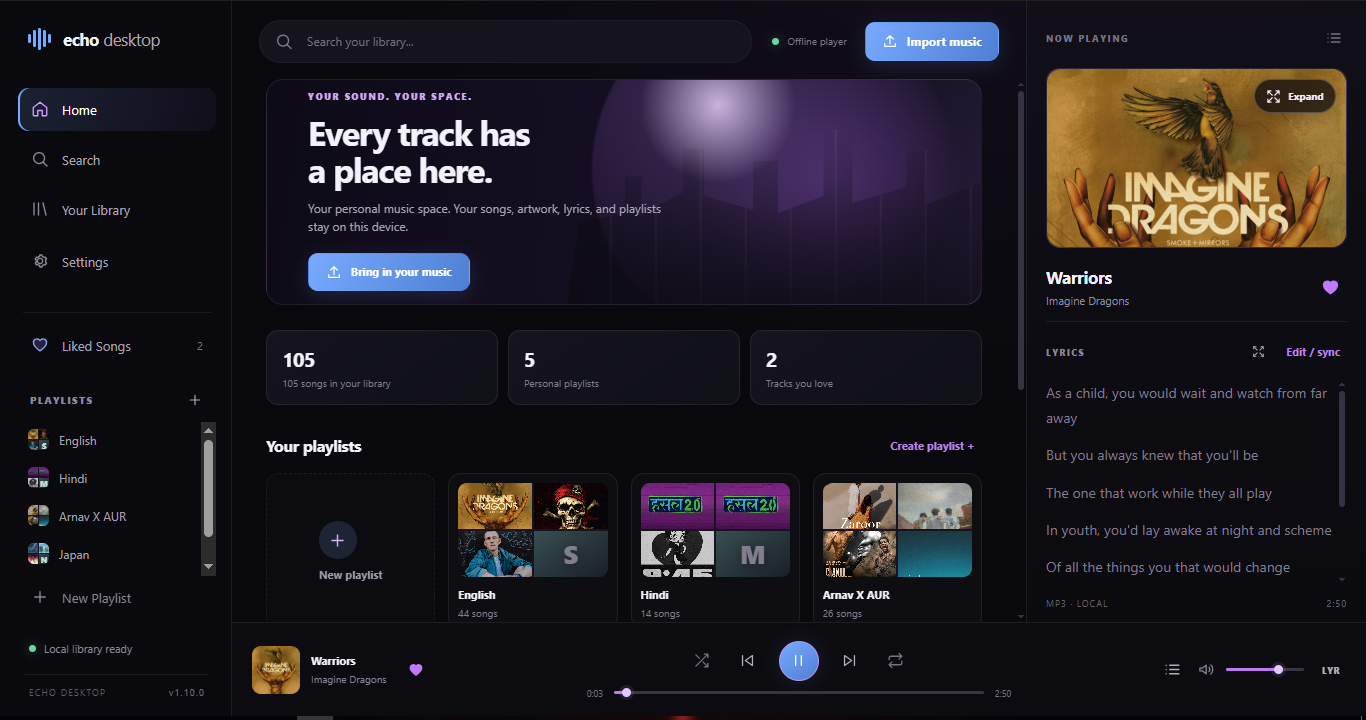 echo desktop
Home
Search
Your Library
Settings
Liked Songs 2
PLAYLISTS +
English
Hindi
Arnav X AUR
Japan
New Playlist
Local library ready
ECHO DESKTOP v1.10.0
Search your library...
Offline player
Import music
YOUR SOUND. YOUR SPACE.
Every track has
a place here.
Your personal music space. Your songs, artwork, lyrics, and playlists
stay on this device.
Bring in your music
105
105 songs in your library
5
Personal playlists
2
Tracks you love
Your playlists
Create playlist +
New playlist
IMAGINE
DRAGONS
S
English
44 songs
हसल 2.0
हसल 2.0
9:45
M
Hindi
14 songs
Zaroor
Arnav X AUR
26 songs
NOW PLAYING
Expand
IMAGINE
DRAGONS
SMOKE + MIRRORS
Warriors
Imagine Dragons
LYRICS
Edit / sync
As a child, you would wait and watch from far
away
But you always knew that you'll be
The one that work while they all play
In youth, you'd lay awake at night and scheme
Of all the things you that would change
MP3 · LOCAL 2:50
Warriors
Imagine Dragons
0:03
2:50
LYR